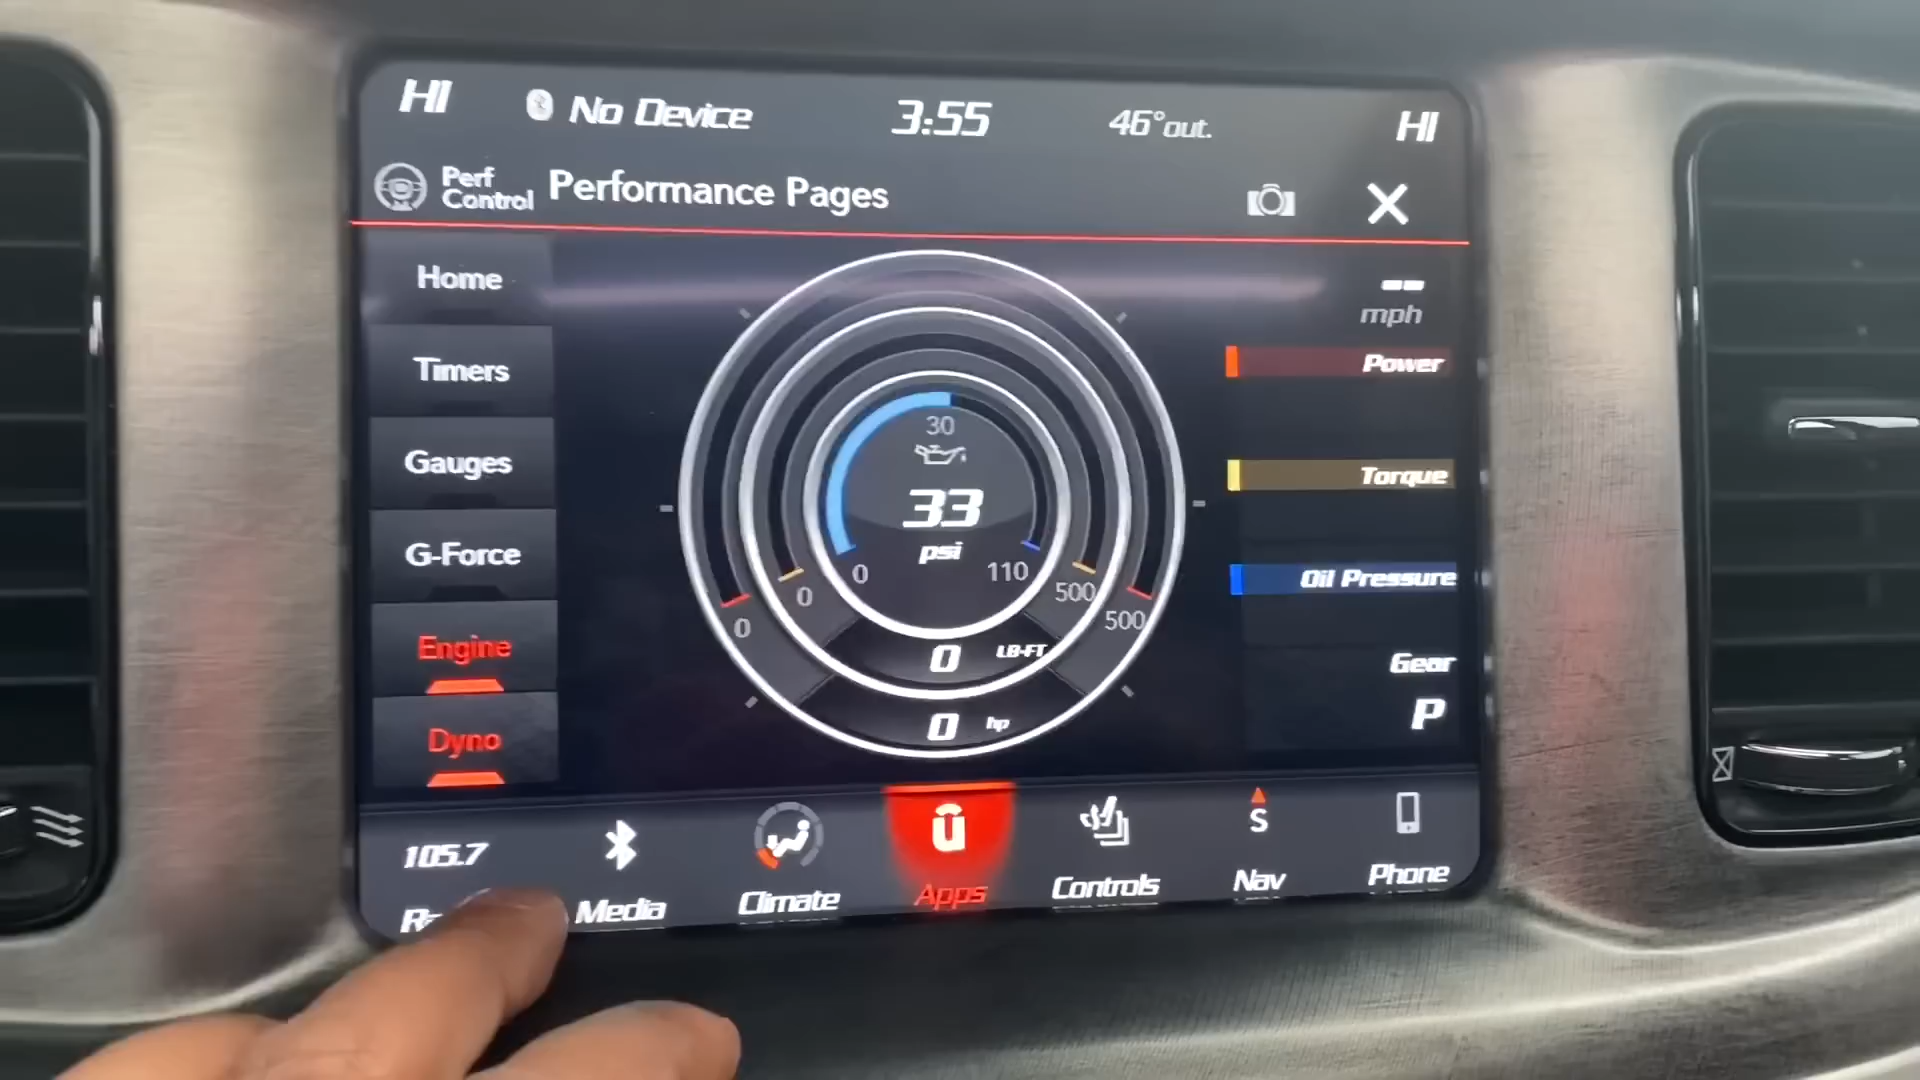 HI
No Device
3:55
46°out.
HI
Perf
Control
Performance Pages
Home
Timers
Gauges
G-Force
Engine
Dyno
30
33
psi
0
110
0
500
0
500
0 LB-FT
0 hp
--
mph
Power
Torque
Oil Pressure
Gear
P
105.7
Media
Climate
Apps
Controls
S
Nav
Phone